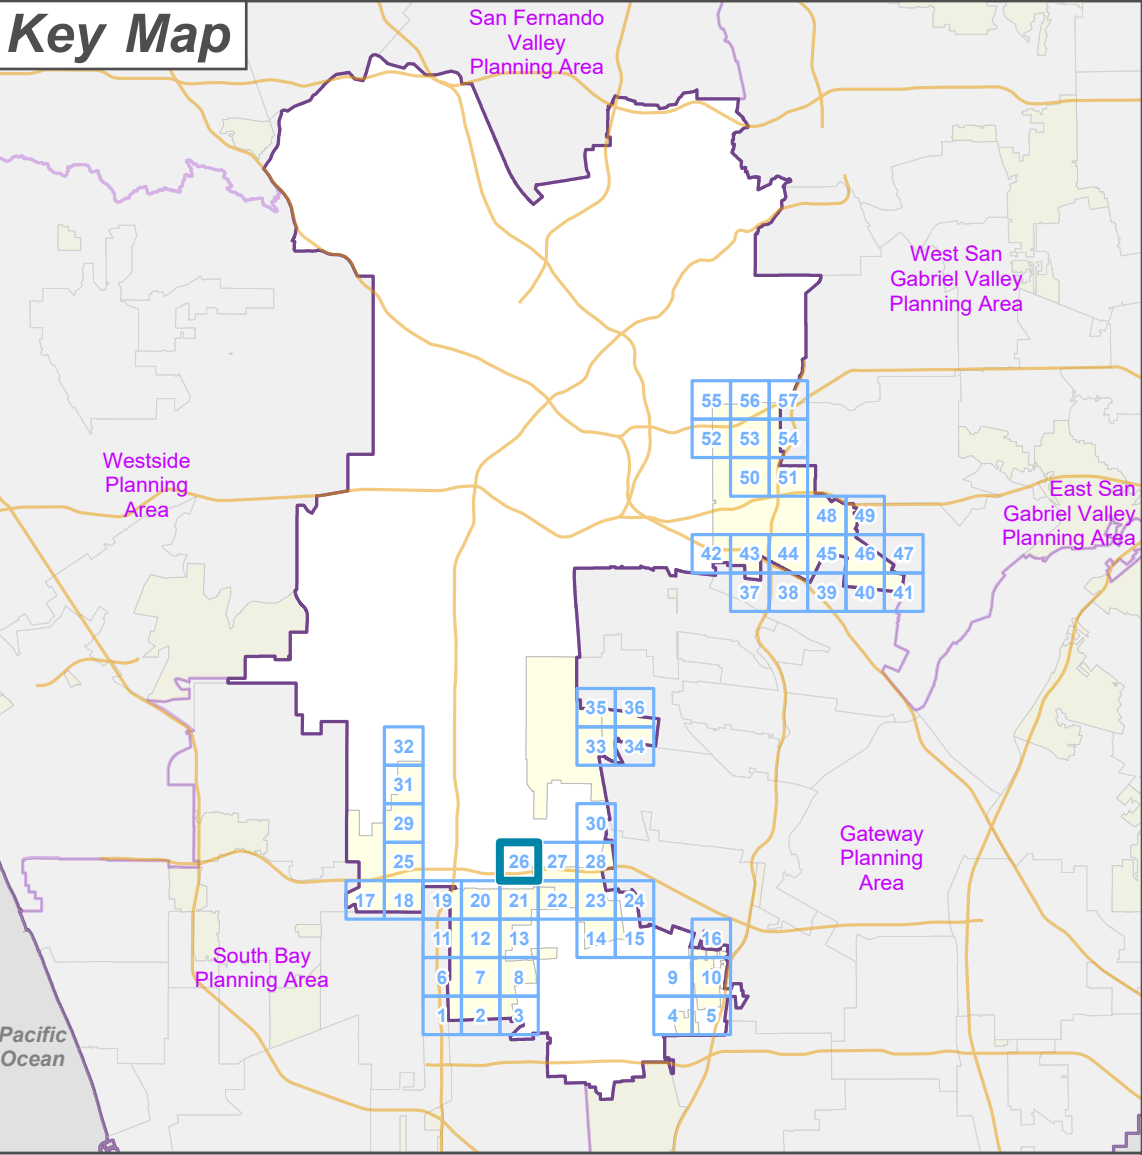 Key Map
San Fernando
Valley
Planning Area
West San
Gabriel Valley
Planning Area
55 56 57
52 53 54
Westside
Planning
Area
50 51
East San
Gabriel Valley
Planning Area
48 49
42 43 44 45 46 47
37 38 39 40 41
35 36
33 34
32
31
29
30
25
26 27 28
Gateway
Planning
Area
17 18 19 20 21 22 23 24
11 12 13 14 15 16
South Bay
Planning Area
6 7 8 9 10
1 2 3 4 5
Pacific
Ocean